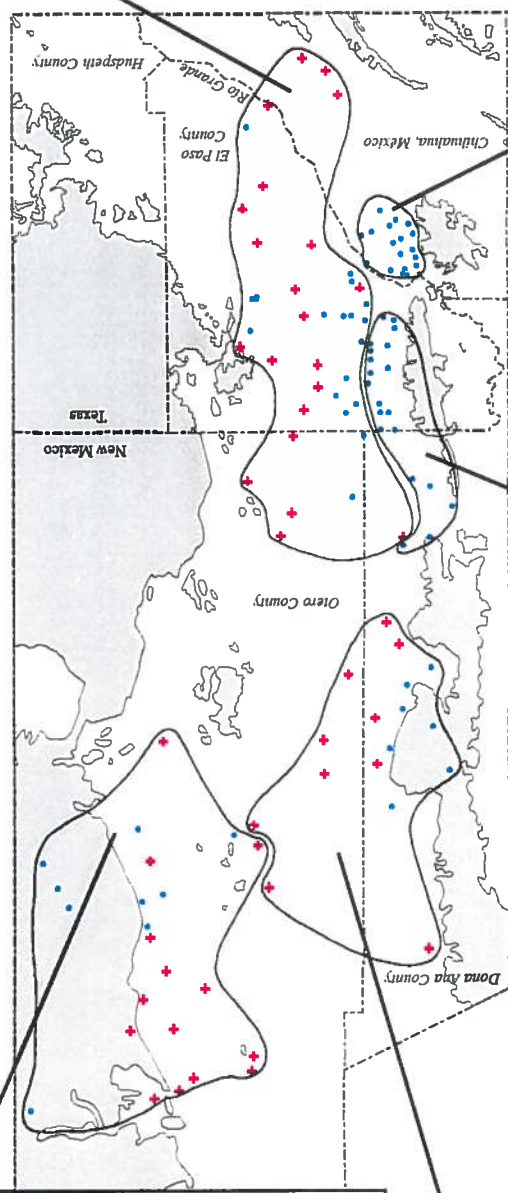 Dona Ana County
Otero County
New Mexico
Texas
El Paso
County
Chihuahua, México
Rio Grande
Hudspeth County